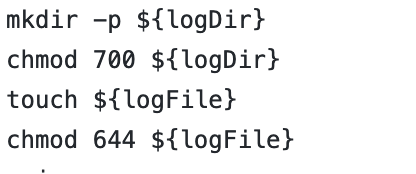 mkdir -p ${logDir}
chmod 700 ${logDir}
touch ${logFile}
chmod 644 ${logFile}